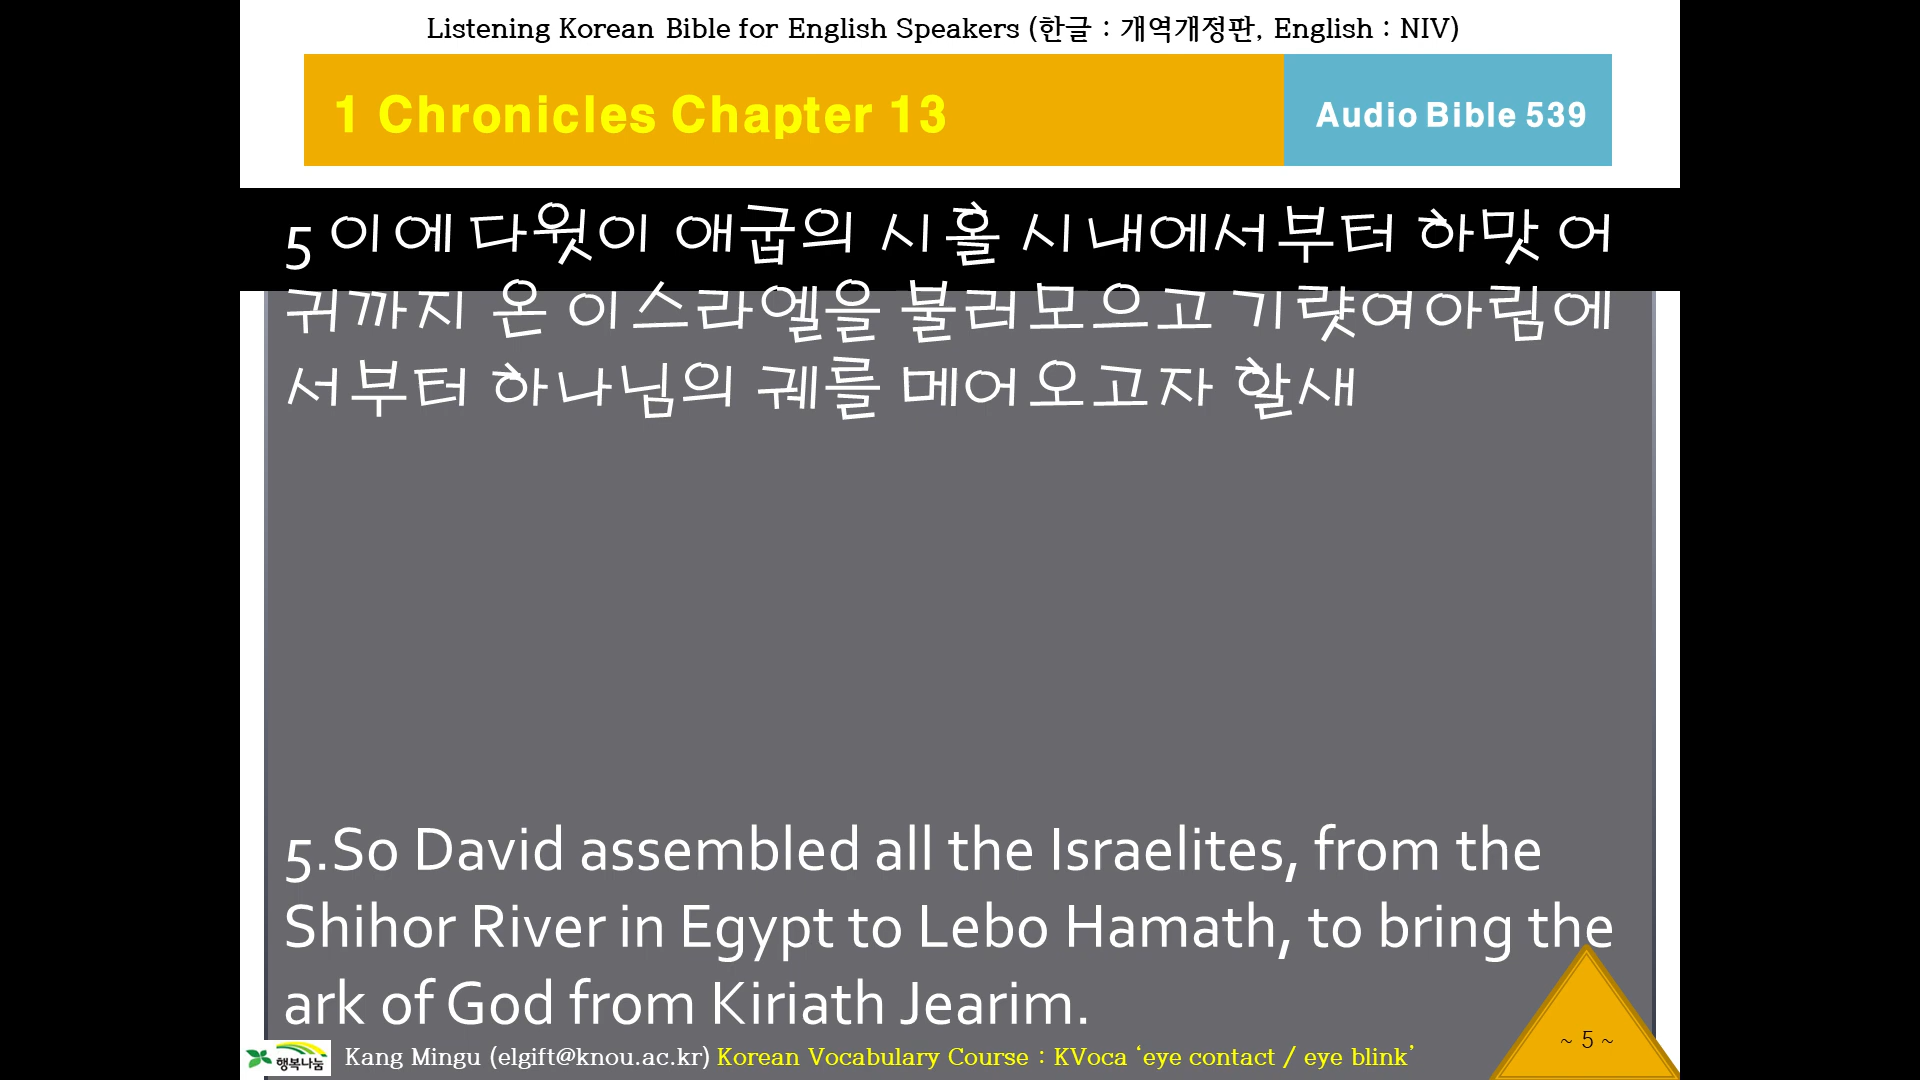 Listening Korean Bible for English Speakers (한글 : 개역개정판, English : NIV)
1 Chronicles Chapter 13
Audio Bible 539
5 이에 다윗이 애굽의 시홀 시내에서부터 하맛 어
귀까지 온 이스라엘을 불러모으고 기럇여아림에
서부터 하나님의 궤를 메어오고자 할새
5.So David assembled all the Israelites, from the
Shihor River in Egypt to Lebo Hamath, to bring the
ark of God from Kiriath Jearim.
~ 5 ~
행복나눔
Kang Mingu (elgift@knou.ac.kr) Korean Vocabulary Course : KVoca ‘eye contact / eye blink’